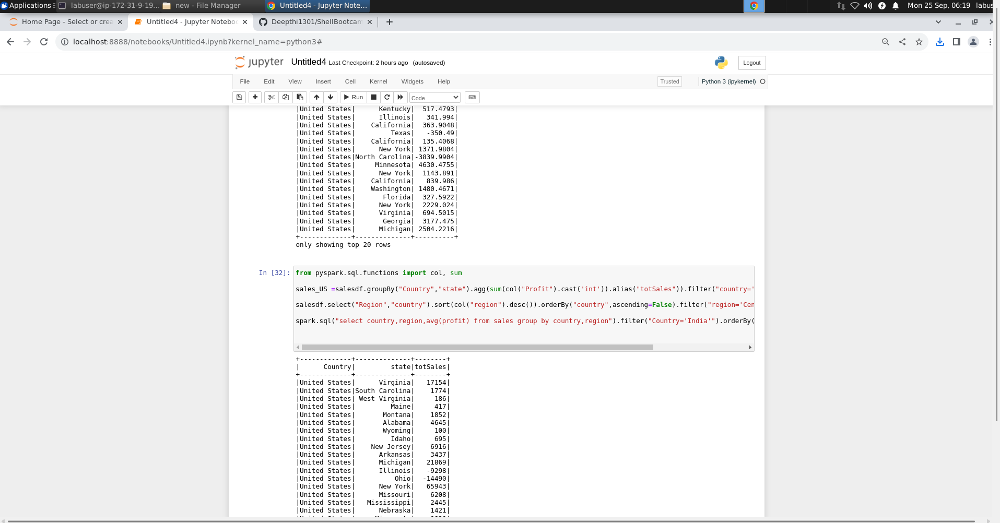 Applications labuser@ip-172-31-9-19... new - File Manager Untitled4 - Jupyter Note... Mon 25 Sep, 06:19 labus
Home Page - Select or crea Untitled4 - Jupyter Noteboo Deepthi1301/ShellBootcam
localhost:8888/notebooks/Untitled4.ipynb?kernel_name=python3#
jupyter Untitled4 Last Checkpoint: 2 hours ago (autosaved) Logout
File Edit View Insert Cell Kernel Widgets Help Trusted Python 3 (ipykernel)
Run Code
|United States|      Kentucky|  517.4793|
|United States|      Illinois|   341.994|
|United States|    California|  363.9048|
|United States|         Texas|   -350.49|
|United States|    California|  135.4068|
|United States|      New York| 1371.9804|
|United States|North Carolina|-3839.9904|
|United States|     Minnesota| 4630.4755|
|United States|      New York|  1143.891|
|United States|    California|   839.986|
|United States|    Washington| 1480.4671|
|United States|       Florida|  327.5922|
|United States|      New York|  2229.024|
|United States|      Virginia|  694.5015|
|United States|       Georgia|  3177.475|
|United States|      Michigan| 2504.2216|
+-------------+--------------+----------+
only showing top 20 rows
In [32]: from pyspark.sql.functions import col, sum
sales_US =salesdf.groupBy("Country","state").agg(sum(col("Profit").cast('int')).alias("totSales")).filter("country='
salesdf.select("Region","country").sort(col("region").desc()).orderBy("country",ascending=False).filter("region='Cen
spark.sql("select country,region,avg(profit) from sales group by country,region").filter("Country='India'").orderBy(
+-------------+--------------+--------+
|      Country|         state|totSales|
+-------------+--------------+--------+
|United States|      Virginia|   17154|
|United States|South Carolina|    1774|
|United States| West Virginia|     186|
|United States|         Maine|     417|
|United States|       Montana|    1852|
|United States|       Alabama|    4645|
|United States|       Wyoming|     100|
|United States|         Idaho|     695|
|United States|    New Jersey|    6916|
|United States|      Arkansas|    3437|
|United States|      Michigan|   21869|
|United States|      Illinois|   -9298|
|United States|          Ohio|  -14490|
|United States|      New York|   65943|
|United States|      Missouri|    6208|
|United States|   Mississippi|    2445|
|United States|      Nebraska|    1421|